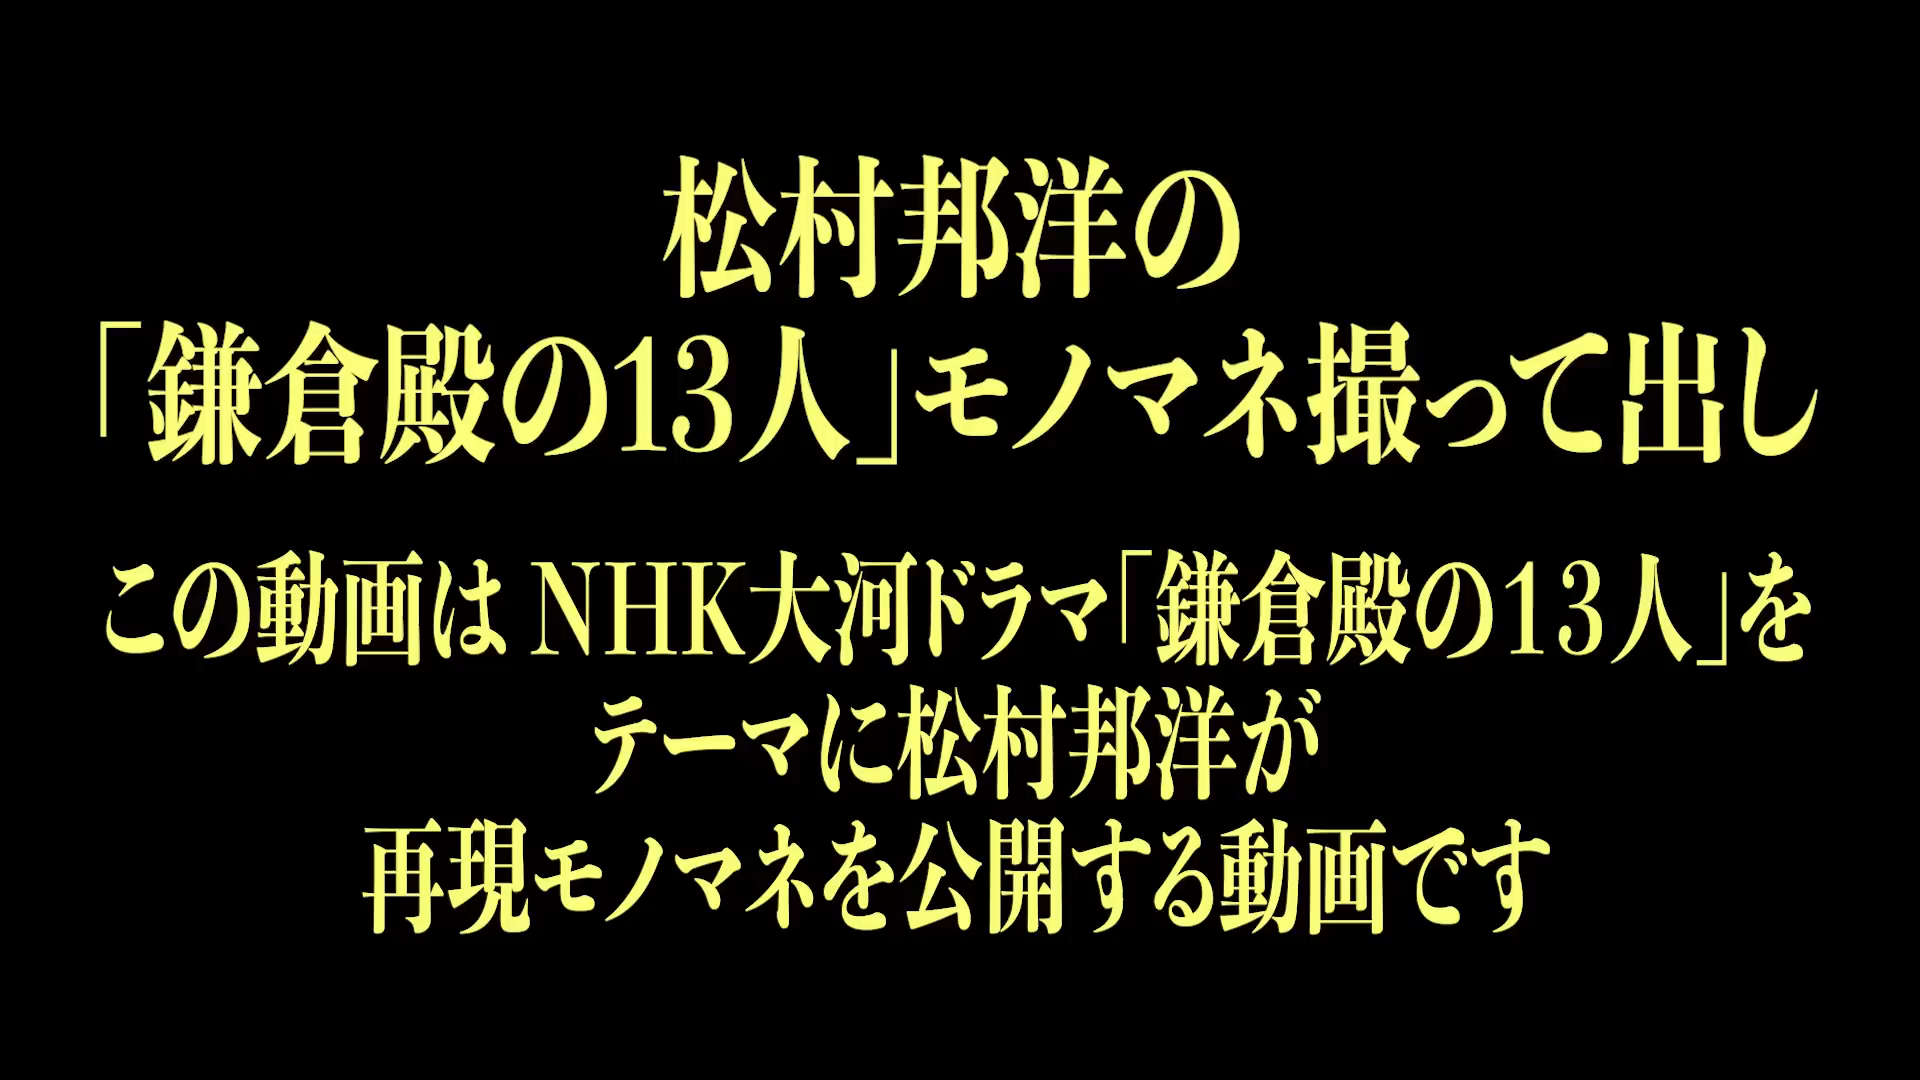 松村邦洋の
「鎌倉殿の13人」モノマネ撮って出し
この動画は NHK大河ドラマ「鎌倉殿の13人」を
テーマに松村邦洋が
再現モノマネを公開する動画です